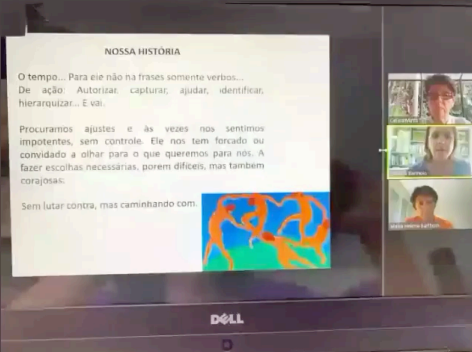 NOSSA HISTÓRIA
O tempo... Para ele não na frases somente verbos...
De ação: Autorizar, capturar, ajudar, identificar,
hierarquizar... E vai.
Procuramos ajustes e às vezes nos sentimos
impotentes, sem controle. Ele nos tem forçado ou
convidado a olhar para o que queremos para nós. A
fazer escolhas necessárias, porem difíceis, mas também
corajosas.
Sem lutar contra, mas caminhando com.
DELL